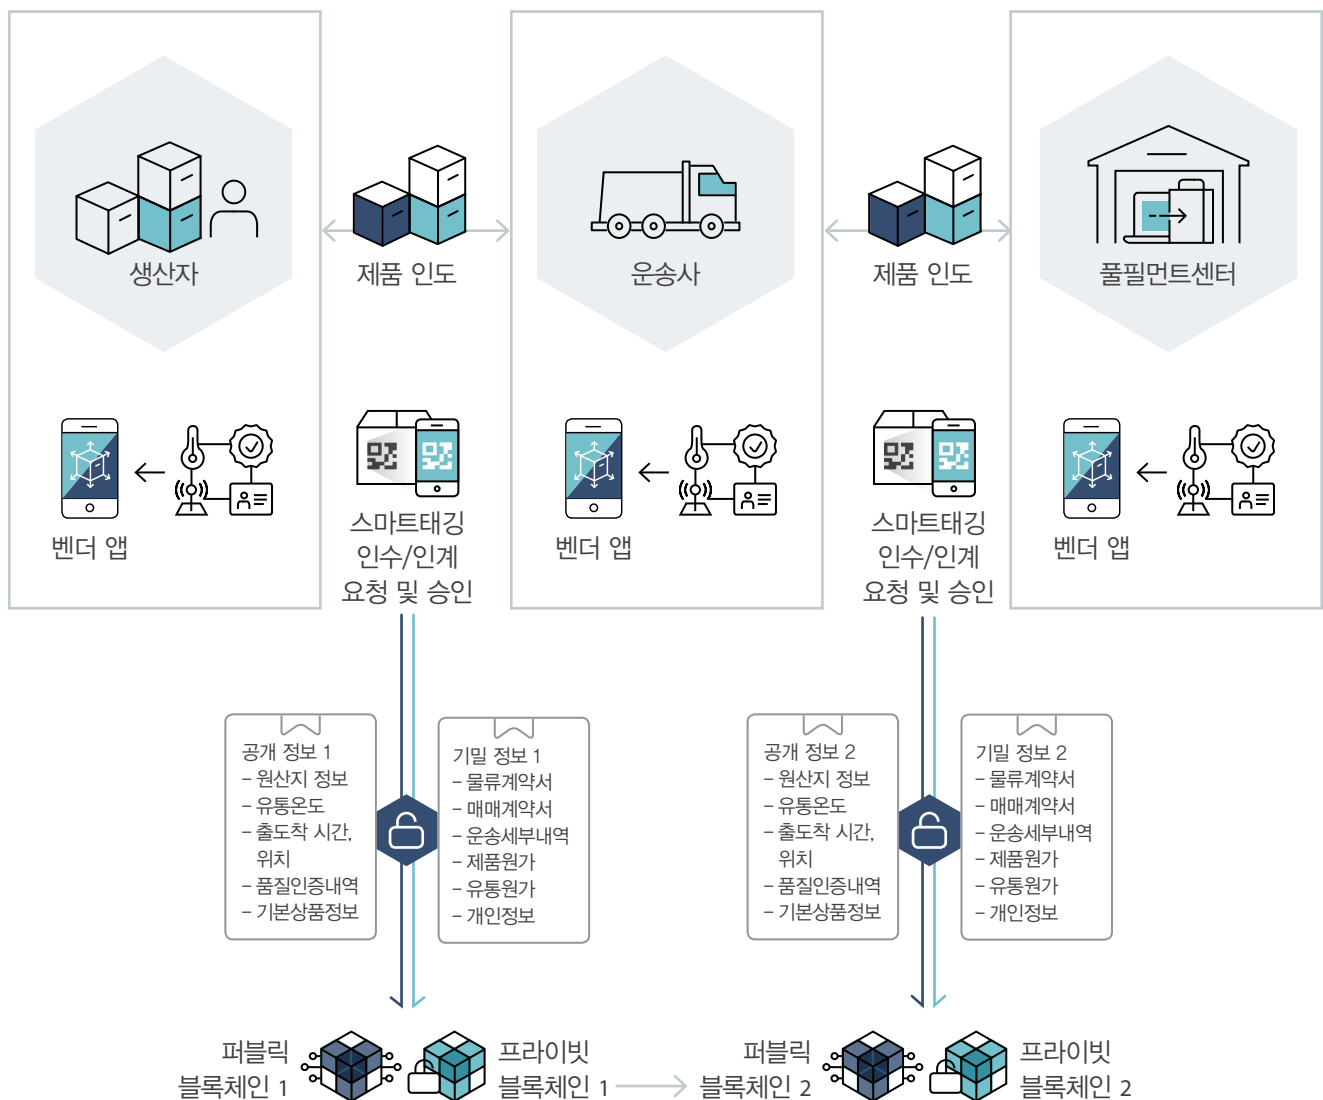 생산자
제품 인도
운송사
제품 인도
풀필먼트센터
벤더 앱
스마트태깅
인수/인계
요청 및 승인
벤더 앱
스마트태깅
인수/인계
요청 및 승인
벤더 앱
공개 정보 1
– 원산지 정보
– 유통온도
– 출도착 시간,
위치
– 품질인증내역
– 기본상품정보
기밀 정보 1
– 물류계약서
– 매매계약서
– 운송세부내역
– 제품원가
– 유통원가
– 개인정보
공개 정보 2
– 원산지 정보
– 유통온도
– 출도착 시간,
위치
– 품질인증내역
– 기본상품정보
기밀 정보 2
– 물류계약서
– 매매계약서
– 운송세부내역
– 제품원가
– 유통원가
– 개인정보
퍼블릭
블록체인 1
프라이빗
블록체인 1
퍼블릭
블록체인 2
프라이빗
블록체인 2